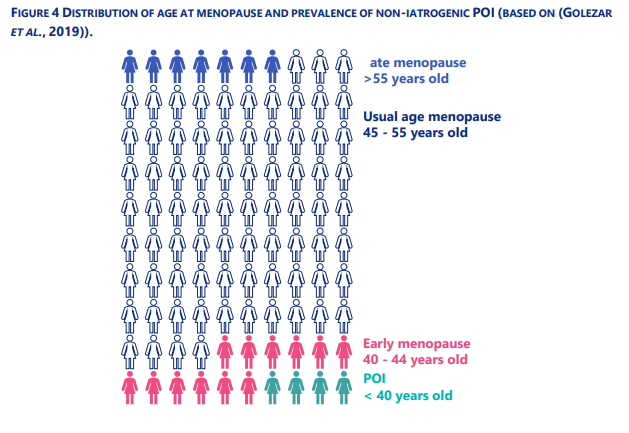 FIGURE 4 DISTRIBUTION OF AGE AT MENOPAUSE AND PREVALENCE OF NON-IATROGENIC POI (BASED ON (GOLEZAR
ET AL., 2019)).
ate menopause
>55 years old
Usual age menopause
45 - 55 years old
Early menopause
40 - 44 years old
POI
< 40 years old